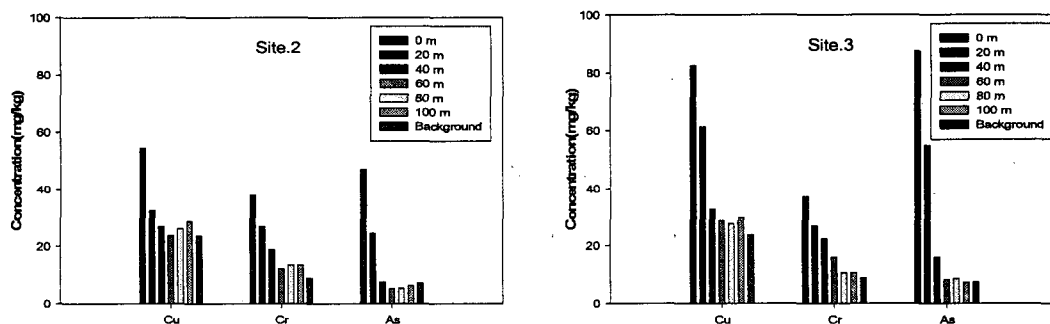 Site.2
Concentration(mg/kg)
100
80
60
40
20
0
0 m
20 m
40 m
60 m
80 m
100 m
Background
Cu
Cr
As
Site.3
Concantration(mg/kg)
100
80
60
40
20
0
0 m
20 m
40 m
60 m
80 m
100 m
Background
Cu
Cr
As